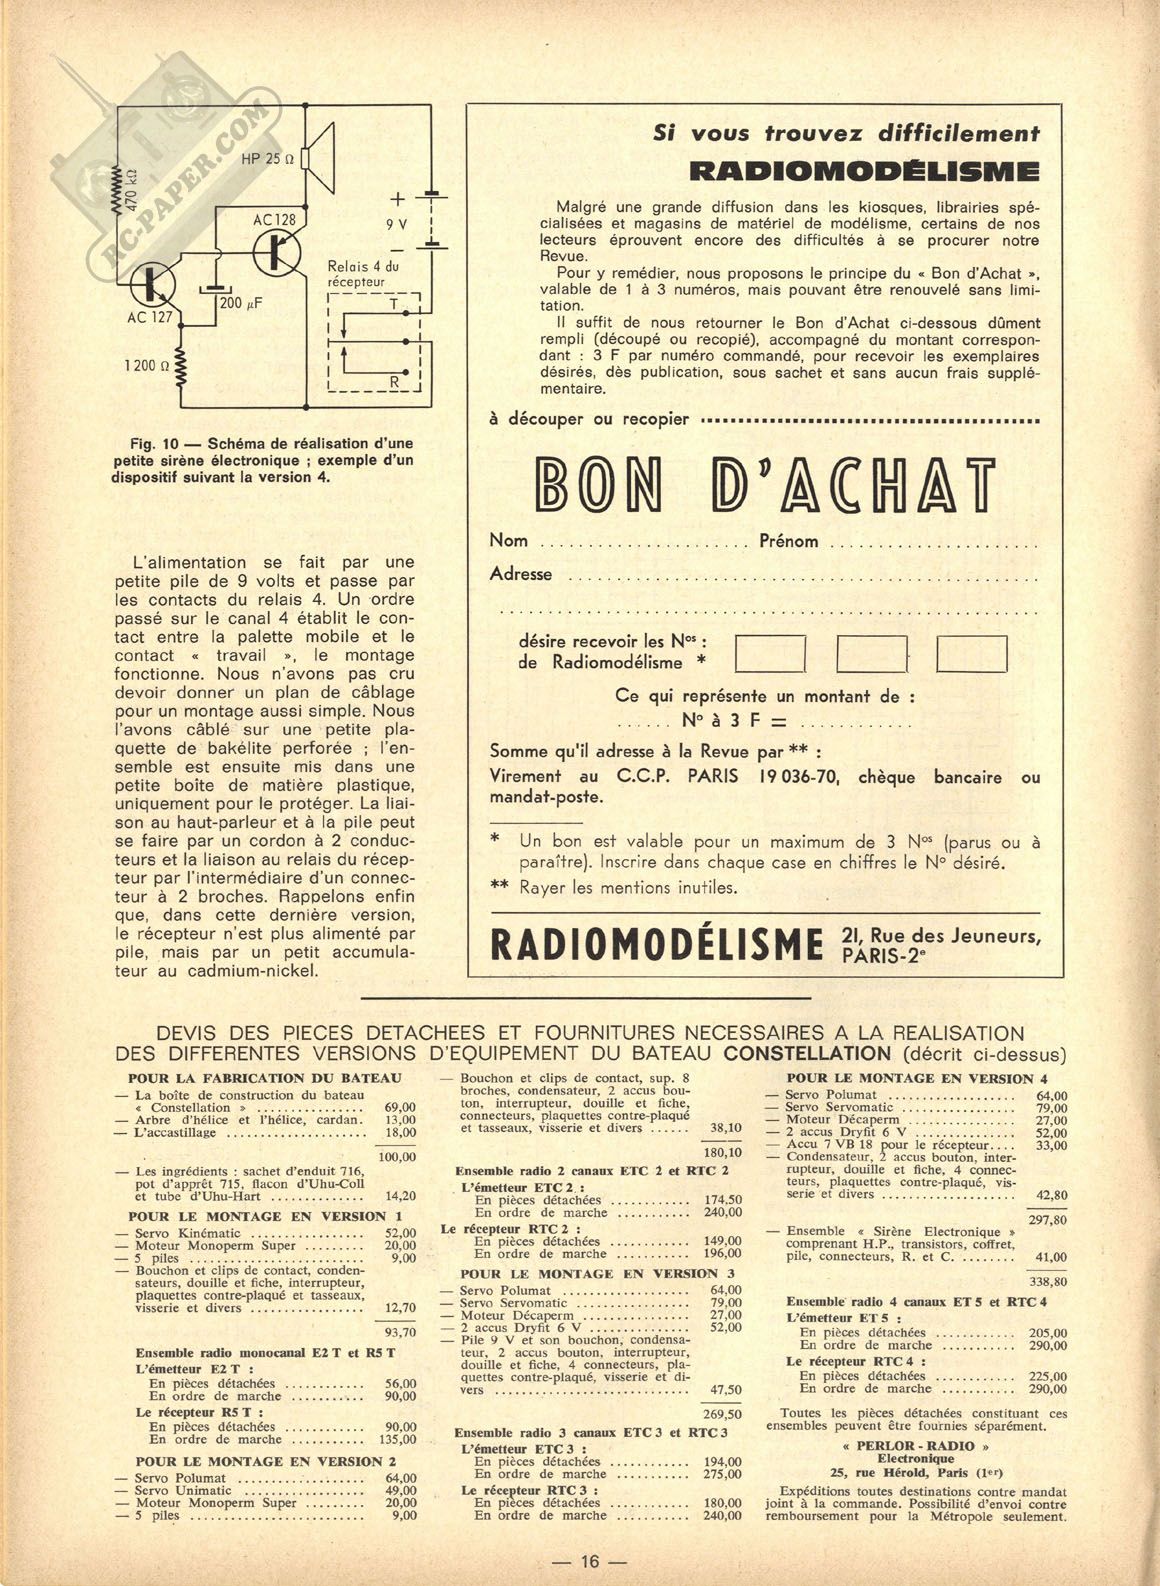 RC-PAPER.COM
470 kΩ
HP 25 Ω
AC 128
+
9 V
−
Relais 4 du
récepteur
T
R
AC 127
200 µF
1 200 Ω
Fig. 10 — Schéma de réalisation d'une
petite sirène électronique ; exemple d'un
dispositif suivant la version 4.
L'alimentation se fait par une
petite pile de 9 volts et passe par
les contacts du relais 4. Un ordre
passé sur le canal 4 établit le con-
tact entre la palette mobile et le
contact « travail », le montage
fonctionne. Nous n'avons pas cru
devoir donner un plan de câblage
pour un montage aussi simple. Nous
l'avons câblé sur une petite pla-
quette de bakélite perforée ; l'en-
semble est ensuite mis dans une
petite boîte de matière plastique,
uniquement pour le protéger. La liai-
son au haut-parleur et à la pile peut
se faire par un cordon à 2 conduc-
teurs et la liaison au relais du récep-
teur par l'intermédiaire d'un connec-
teur à 2 broches. Rappelons enfin
que, dans cette dernière version,
le récepteur n'est plus alimenté par
pile, mais par un petit accumula-
teur au cadmium-nickel.
Si vous trouvez difficilement
RADIOMODÉLISME
Malgré une grande diffusion dans les kiosques, librairies spé-
cialisées et magasins de matériel de modélisme, certains de nos
lecteurs éprouvent encore des difficultés à se procurer notre
Revue.
Pour y remédier, nous proposons le principe du « Bon d'Achat »,
valable de 1 à 3 numéros, mais pouvant être renouvelé sans limi-
tation.
Il suffit de nous retourner le Bon d'Achat ci-dessous dûment
rempli (découpé ou recopié), accompagné du montant correspon-
dant : 3 F par numéro commandé, pour recevoir les exemplaires
désirés, dès publication, sous sachet et sans aucun frais supplé-
mentaire.
à découper ou recopier
BON D'ACHAT
Nom ...................... Prénom ......................
Adresse ................................................
........................................................
désire recevoir les Nos :
de Radiomodélisme *
Ce qui représente un montant de :
...... N° à 3 F = ............
Somme qu'il adresse à la Revue par ** :
Virement au C.C.P. PARIS 19 036-70, chèque bancaire ou
mandat-poste.
* Un bon est valable pour un maximum de 3 Nos (parus ou à
paraître). Inscrire dans chaque case en chiffres le N° désiré.
** Rayer les mentions inutiles.
RADIOMODÉLISME 21, Rue des Jeuneurs,
PARIS-2e
DEVIS DES PIECES DETACHEES ET FOURNITURES NECESSAIRES A LA REALISATION
DES DIFFERENTES VERSIONS D'EQUIPEMENT DU BATEAU CONSTELLATION (décrit ci-dessus)
POUR LA FABRICATION DU BATEAU
— La boîte de construction du bateau
« Constellation » ................ 69,00
— Arbre d'hélice et l'hélice, cardan. 13,00
— L'accastillage ..................... 18,00
100,00
— Les ingrédients : sachet d'enduit 716,
pot d'apprêt 715, flacon d'Uhu-Coll
et tube d'Uhu-Hart .............. 14,20
POUR LE MONTAGE EN VERSION 1
— Servo Kinématic ................. 52,00
— Moteur Monoperm Super ......... 20,00
— 5 piles .......................... 9,00
— Bouchon et clips de contact, conden-
sateurs, douille et fiche, interrupteur,
plaquettes contre-plaqué et tasseaux,
visserie et divers ................. 12,70
93,70
Ensemble radio monocanal E2 T et R5 T
L'émetteur E2 T :
En pièces détachées ............ 56,00
En ordre de marche ........... 90,00
Le récepteur R5 T :
En pièces détachées ............ 90,00
En ordre de marche ........... 135,00
POUR LE MONTAGE EN VERSION 2
— Servo Polumat ................... 64,00
— Servo Unimatic .................. 49,00
— Moteur Monoperm Super ......... 20,00
— 5 piles .......................... 9,00
— Bouchon et clips de contact, sup. 8
broches, condensateur, 2 accus bou-
ton, interrupteur, douille et fiche,
connecteurs, plaquettes contre-plaqué
et tasseaux, visserie et divers ...... 38,10
180,10
Ensemble radio 2 canaux ETC 2 et RTC 2
L'émetteur ETC 2 :
En pièces détachées ............ 174,50
En ordre de marche ........... 240,00
Le récepteur RTC 2 :
En pièces détachées ............ 149,00
En ordre de marche ........... 196,00
POUR LE MONTAGE EN VERSION 3
— Servo Polumat ................... 64,00
— Servo Servomatic ................. 79,00
— Moteur Décaperm ................. 27,00
— 2 accus Dryfit 6 V ............... 52,00
— Pile 9 V et son bouchon, condensa-
teur, 2 accus bouton, interrupteur,
douille et fiche, 4 connecteurs, pla-
quettes contre-plaqué, visserie et di-
vers ............................. 47,50
269,50
Ensemble radio 3 canaux ETC 3 et RTC 3
L'émetteur ETC 3 :
En pièces détachées ............ 194,00
En ordre de marche ........... 275,00
Le récepteur RTC 3 :
En pièces détachées ............ 180,00
En ordre de marche ........... 240,00
POUR LE MONTAGE EN VERSION 4
— Servo Polumat ................... 64,00
— Servo Servomatic ................. 79,00
— Moteur Décaperm ................. 27,00
— 2 accus Dryfit 6 V ............... 52,00
— Accu 7 VB 18 pour le récepteur.... 33,00
— Condensateur, 2 accus bouton, inter-
rupteur, douille et fiche, 4 connec-
teurs, plaquettes contre-plaqué, vis-
serie et divers ................... 42,80
297,80
— Ensemble « Sirène Electronique »
comprenant H.P., transistors, coffret,
pile, connecteurs, R. et C. ........ 41,00
338,80
Ensemble radio 4 canaux ET 5 et RTC 4
L'émetteur ET 5 :
En pièces détachées ............ 205,00
En ordre de marche ........... 290,00
Le récepteur RTC 4 :
En pièces détachées ............ 225,00
En ordre de marche ........... 290,00
Toutes les pièces détachées constituant ces
ensembles peuvent être fournies séparément.
« PERLOR - RADIO »
Electronique
25, rue Hérold, Paris (1er)
Expéditions toutes destinations contre mandat
joint à la commande. Possibilité d'envoi contre
remboursement pour la Métropole seulement.
— 16 —